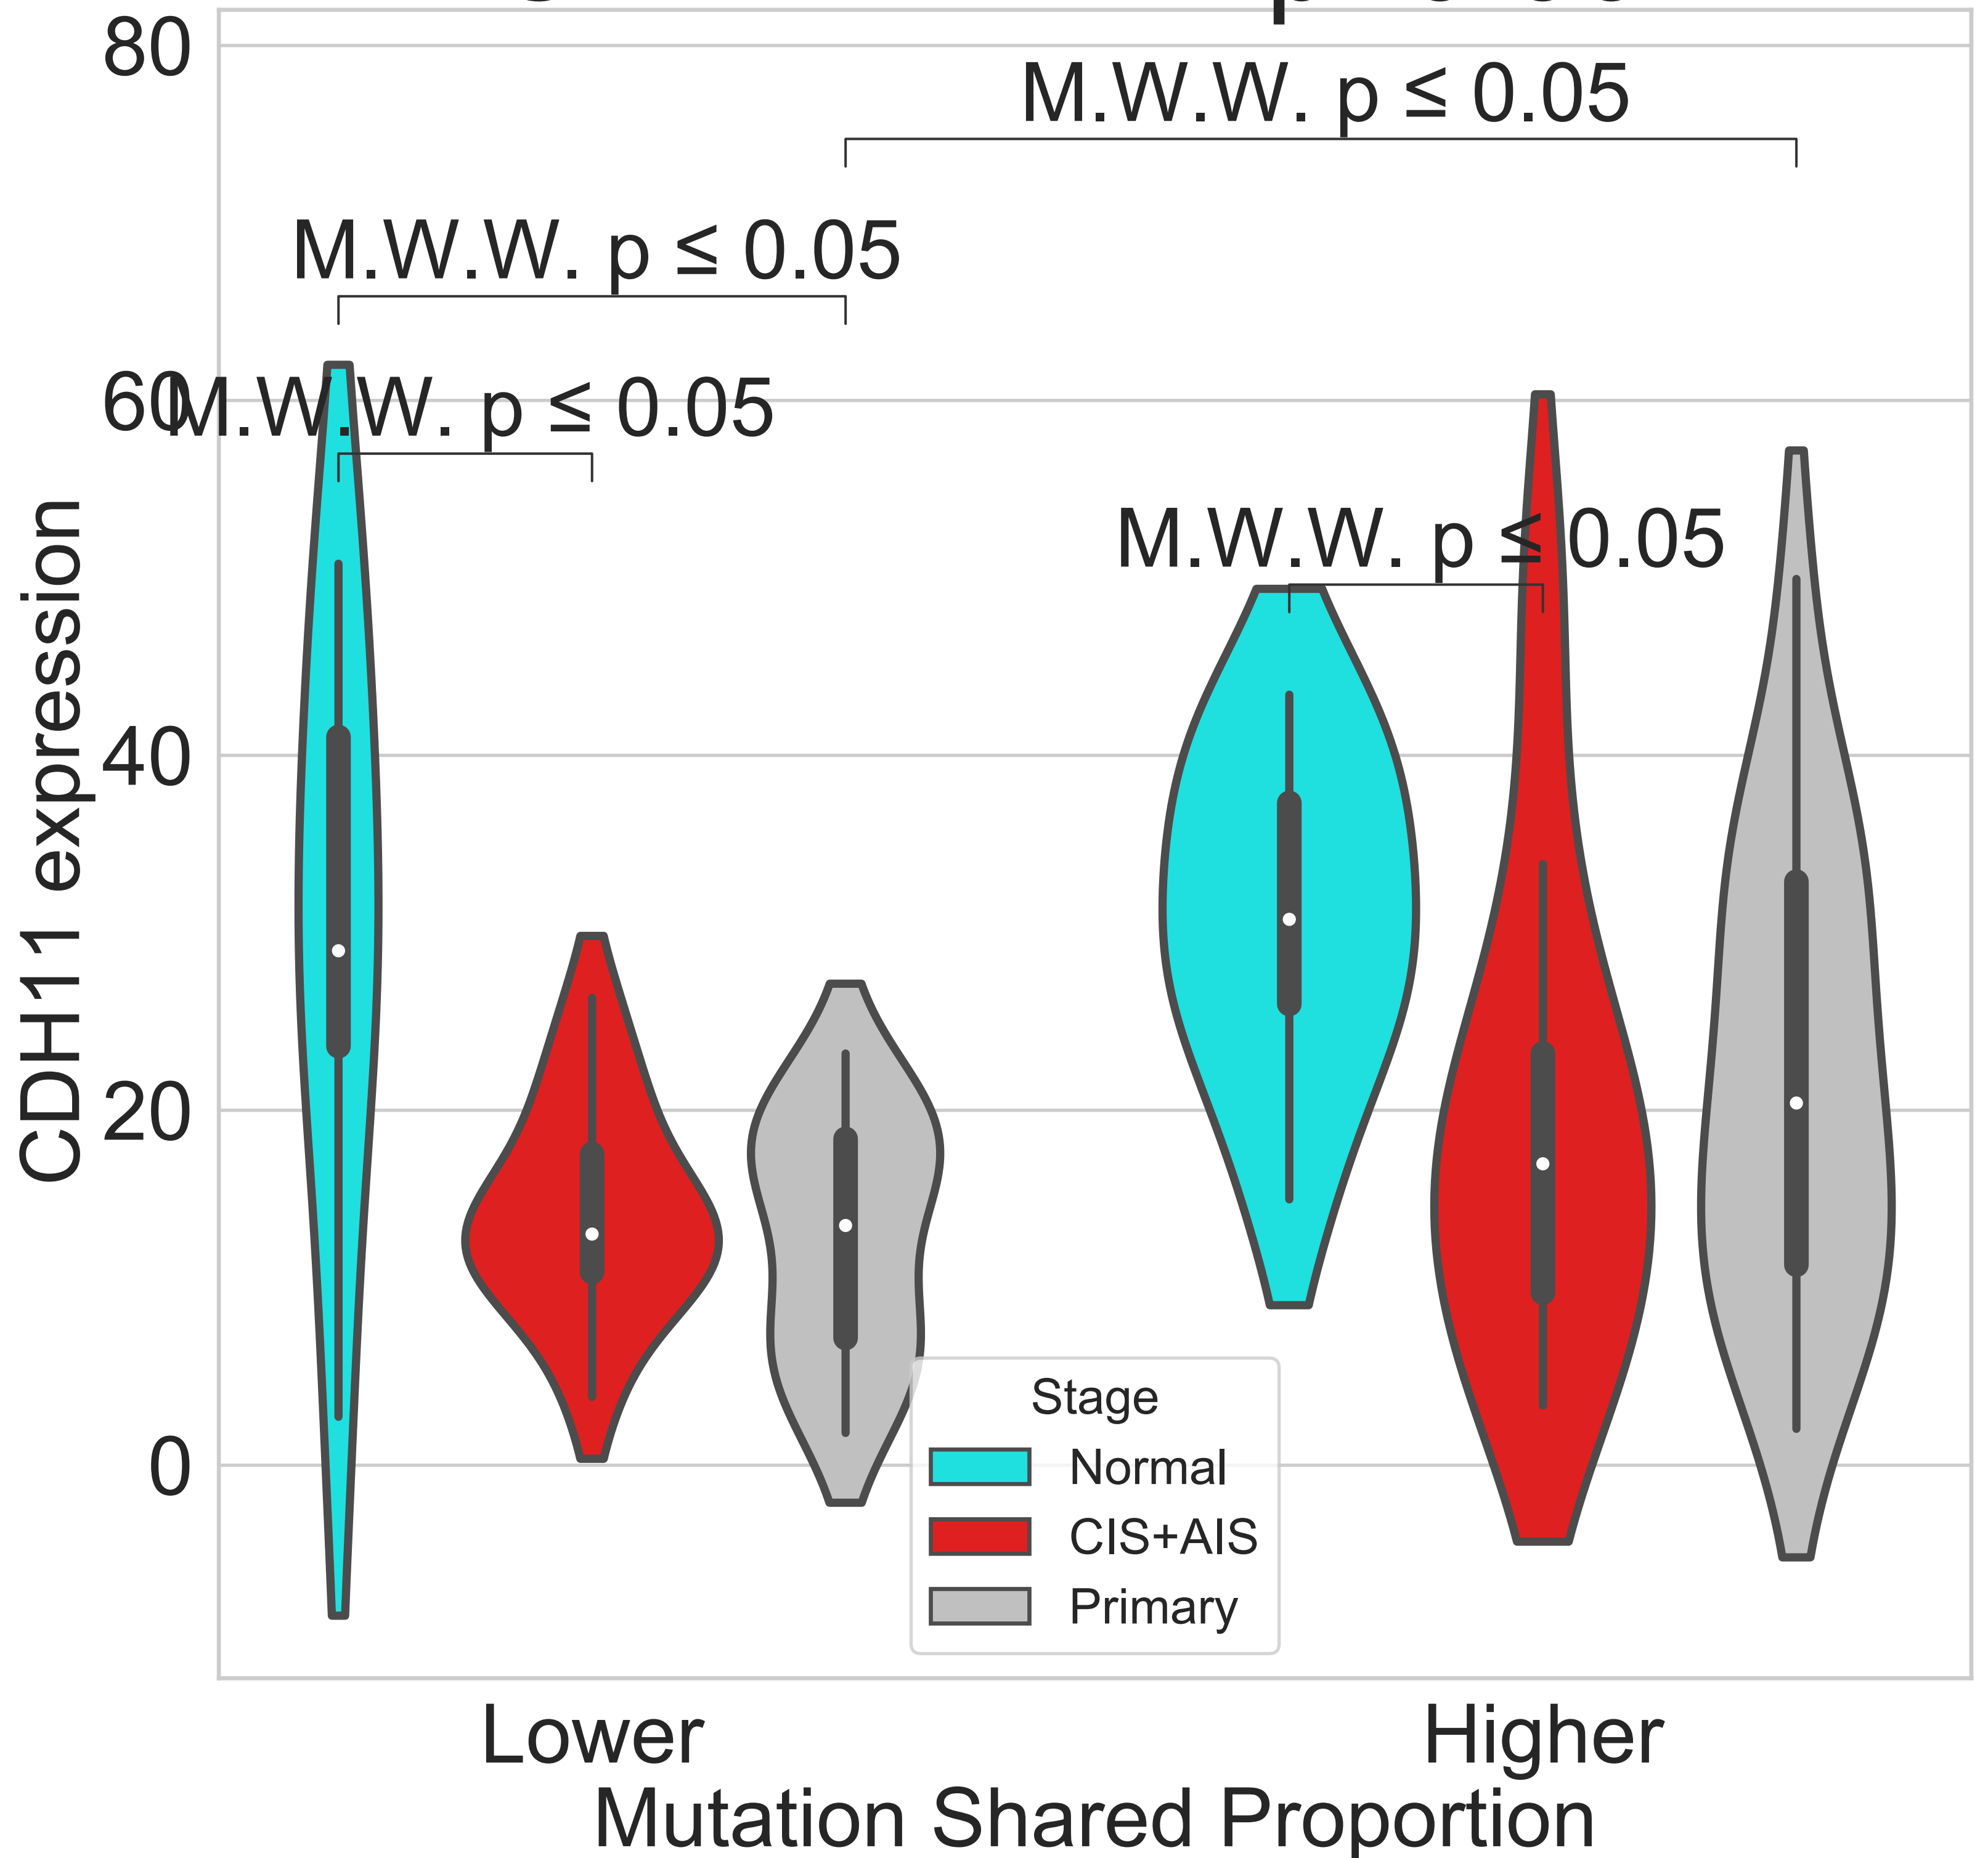 80
M.W.W. p ≤ 0.05
M.W.W. p ≤ 0.05
60
M.W.W. p ≤ 0.05
M.W.W. p ≤ 0.05
40
20
0
CDH11 expression
Stage
Normal
CIS+AIS
Primary
Lower
Higher
Mutation Shared Proportion